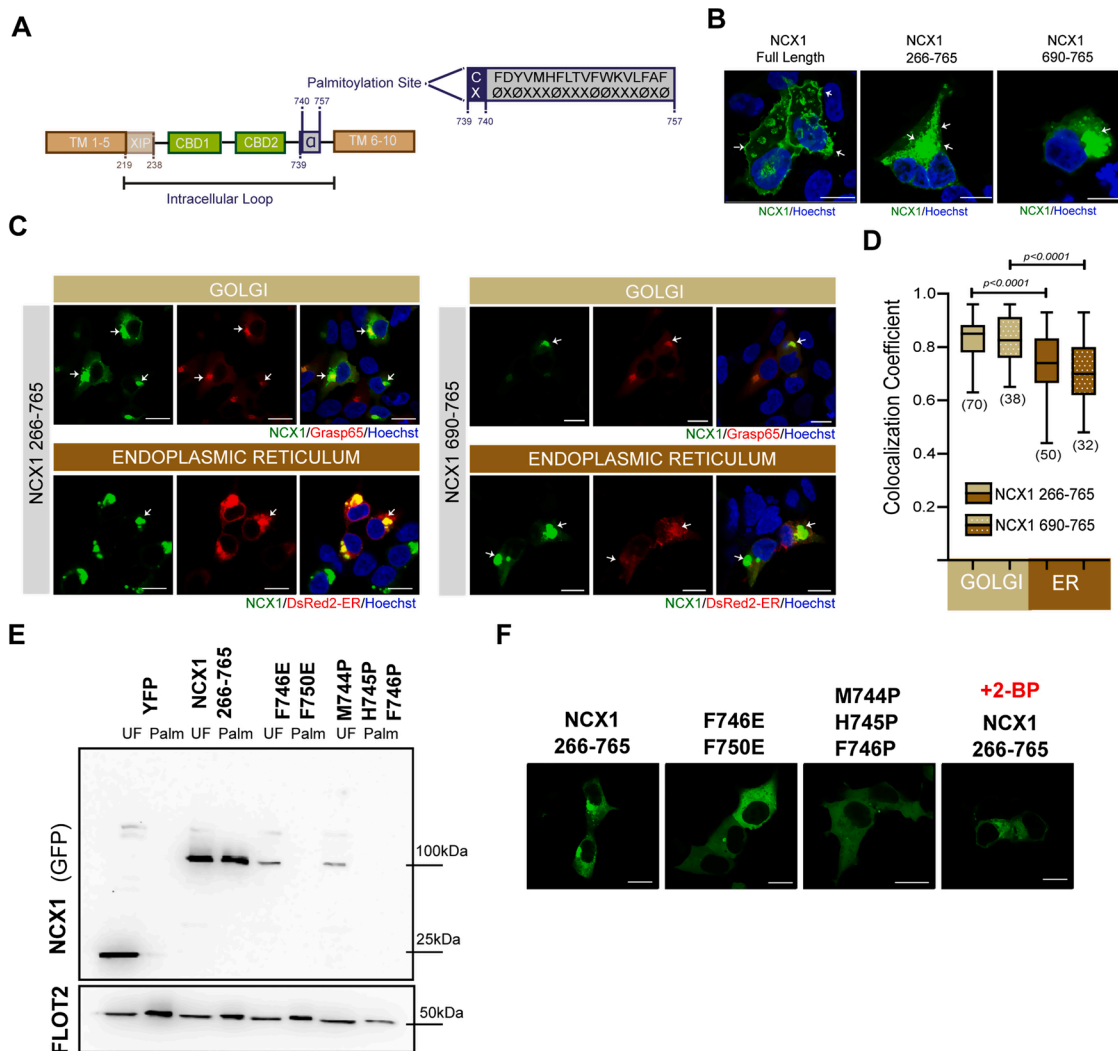 A
Palmitoylation Site
C FDYVMHFLTVFWKVLFAF
X ØXØXXXØXXXØØXXXØXØ
739 740 757
740 757
TM 1-5 XIP CBD1 CBD2 α TM 6-10
219 238 739
Intracellular Loop
B
NCX1
Full Length
NCX1
266-765
NCX1
690-765
NCX1/Hoechst NCX1/Hoechst NCX1/Hoechst
C
NCX1 266-765
GOLGI
NCX1/Grasp65/Hoechst
ENDOPLASMIC RETICULUM
NCX1/DsRed2-ER/Hoechst
NCX1 690-765
GOLGI
NCX1/Grasp65/Hoechst
ENDOPLASMIC RETICULUM
NCX1/DsRed2-ER/Hoechst
D
p<0.0001
p<0.0001
Colocalization Coefficient
1.0
0.8
0.6
0.4
0.2
(70) (38) (50) (32)
NCX1 266-765
NCX1 690-765
GOLGI ER
E
YFP
NCX1
266-765
F746E
F750E
M744P
H745P
F746P
UF Palm UF Palm UF Palm UF Palm
NCX1 (GFP)
100kDa
25kDa
FLOT2
50kDa
F
NCX1
266-765
F746E
F750E
M744P
H745P
F746P
+2-BP
NCX1
266-765